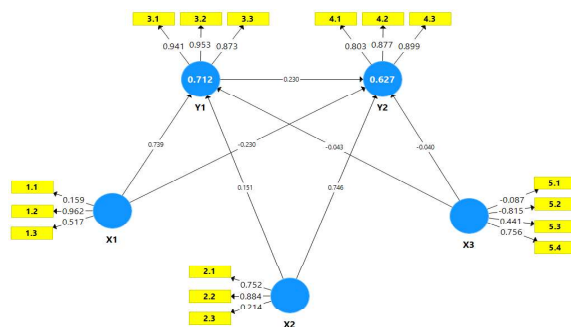 3.1 3.2 3.3 4.1 4.2 4.3
0.941 0.953 0.873 0.803 0.877 0.899
0.712 0.230 0.627
Y1 Y2
0.739 -0.230 -0.043 -0.040
0.151 0.746
1.1 0.159
1.2 0.962
1.3 0.517
X1
5.1 -0.087
5.2 -0.815
5.3 0.441
5.4 0.756
X3
2.1 0.752
2.2 0.884
2.3 0.214
X2